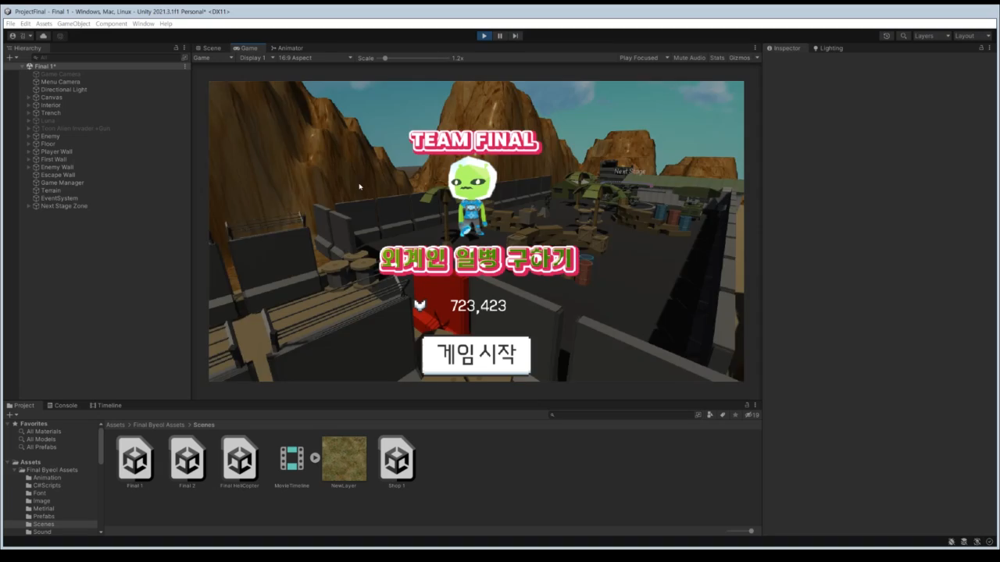 ProjectFinal - Final 1 - Windows, Mac, Linux - Unity 2021.3.1f1 Personal* <DX11>
File Edit Assets GameObject Component Window Help
Layers Layout
Hierarchy
All
Final 1*
Game Camera
Menu Camera
Directional Light
Canvas
Interior
Trench
Luna
Toon Alien Invader +Gun
Enemy
Floor
Player Wall
First Wall
Enemy Wall
Escape Wall
Game Manager
Terrain
EventSystem
Next Stage Zone
Scene Game Animator
Game Display 1 16:9 Aspect Scale 1.2x Play Focused Mute Audio Stats Gizmos
TEAM FINAL
Next Stage
외계인 일병 구하기
723,423
게임 시작
Inspector Lighting
Project Console Timeline
19
Favorites
All Materials
All Models
All Prefabs
Assets
Final Byeol Assets
Animation
C#Scripts
Font
Image
Metirial
Prefabs
Scenes
Sound
Assets > Final Byeol Assets > Scenes
Final 1 Final 2 Final HeliCopter MovieTimeline NewLayer Shop 1